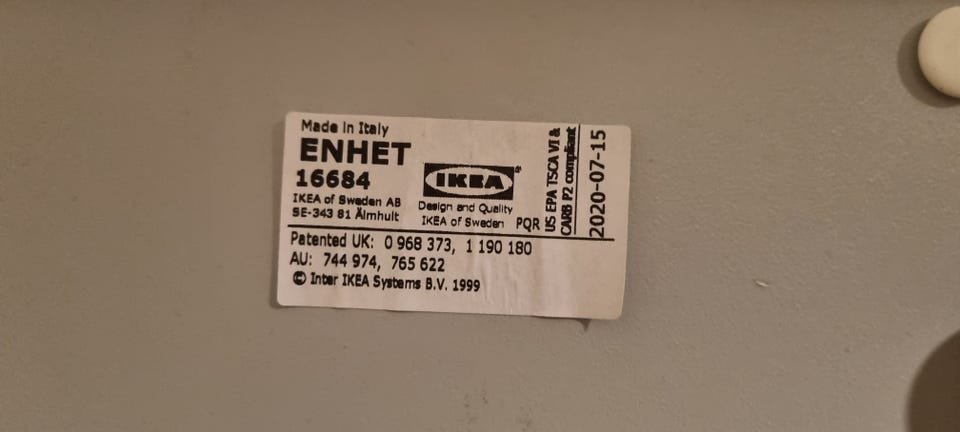 Made in Italy
ENHET
16684
IKEA of Sweden AB
SE-343 81 Älmhult
IKEA®
Design and Quality
IKEA of Sweden
PQR
US EPA TSCA VI &
CARB P2 compliant
2020-07-15
Patented UK: 0 968 373, 1 190 180
AU: 744 974, 765 622
© Inter IKEA Systems B.V. 1999